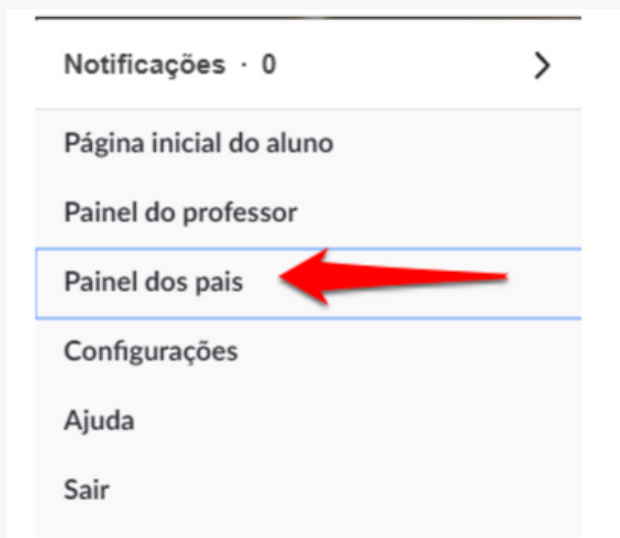 Notificações · 0
Página inicial do aluno
Painel do professor
Painel dos pais
Configurações
Ajuda
Sair